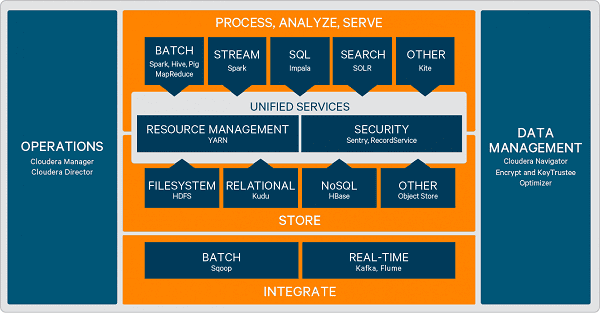 PROCESS, ANALYZE, SERVE
BATCH
Spark, Hive, Pig
MapReduce
STREAM
Spark
SQL
Impala
SEARCH
SOLR
OTHER
Kite
UNIFIED SERVICES
RESOURCE MANAGEMENT
YARN
SECURITY
Sentry, RecordService
OPERATIONS
Cloudera Manager
Cloudera Director
DATA
MANAGEMENT
Cloudera Navigator
Encrypt and KeyTrustee
Optimizer
FILESYSTEM
HDFS
RELATIONAL
Kudu
NoSQL
HBase
OTHER
Object Store
STORE
BATCH
Sqoop
REAL-TIME
Kafka, Flume
INTEGRATE